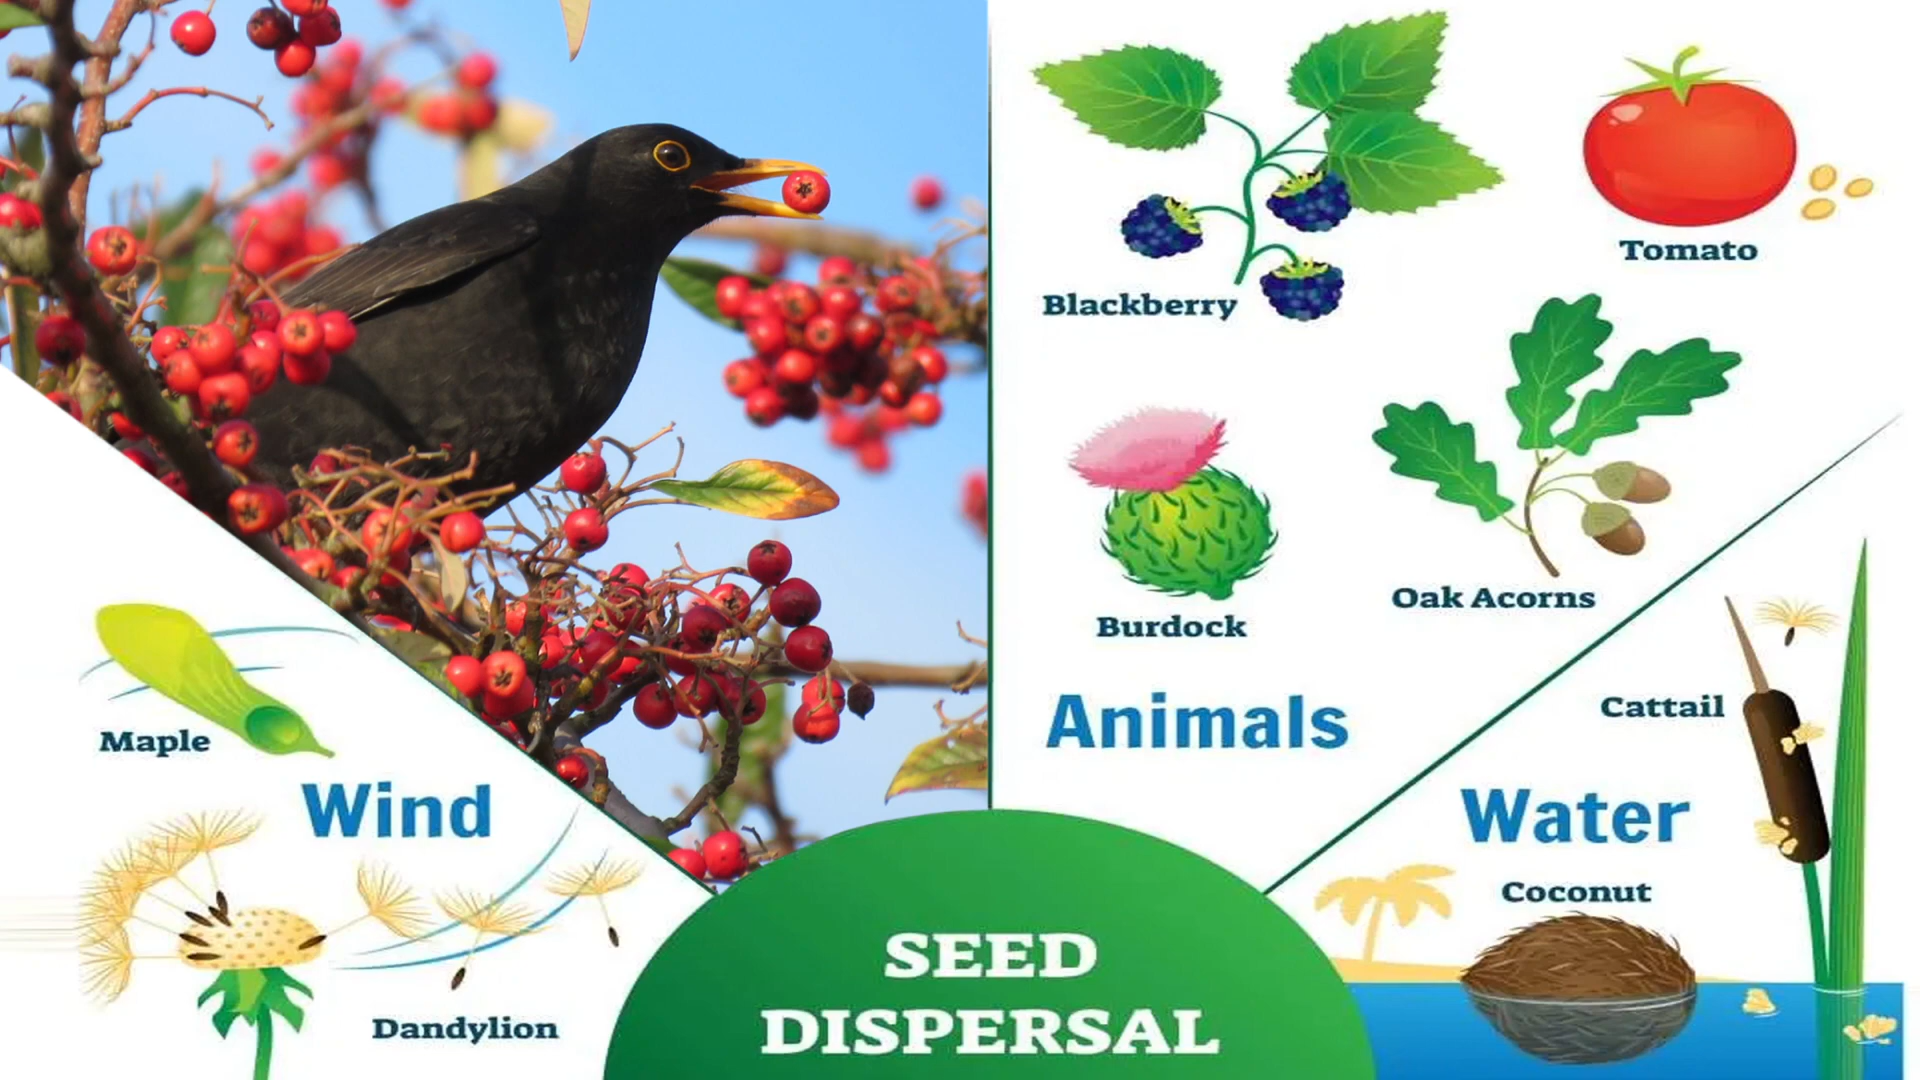 Blackberry
Tomato
Burdock
Oak Acorns
Animals
Maple
Wind
Dandylion
Cattail
Water
Coconut
SEED
DISPERSAL